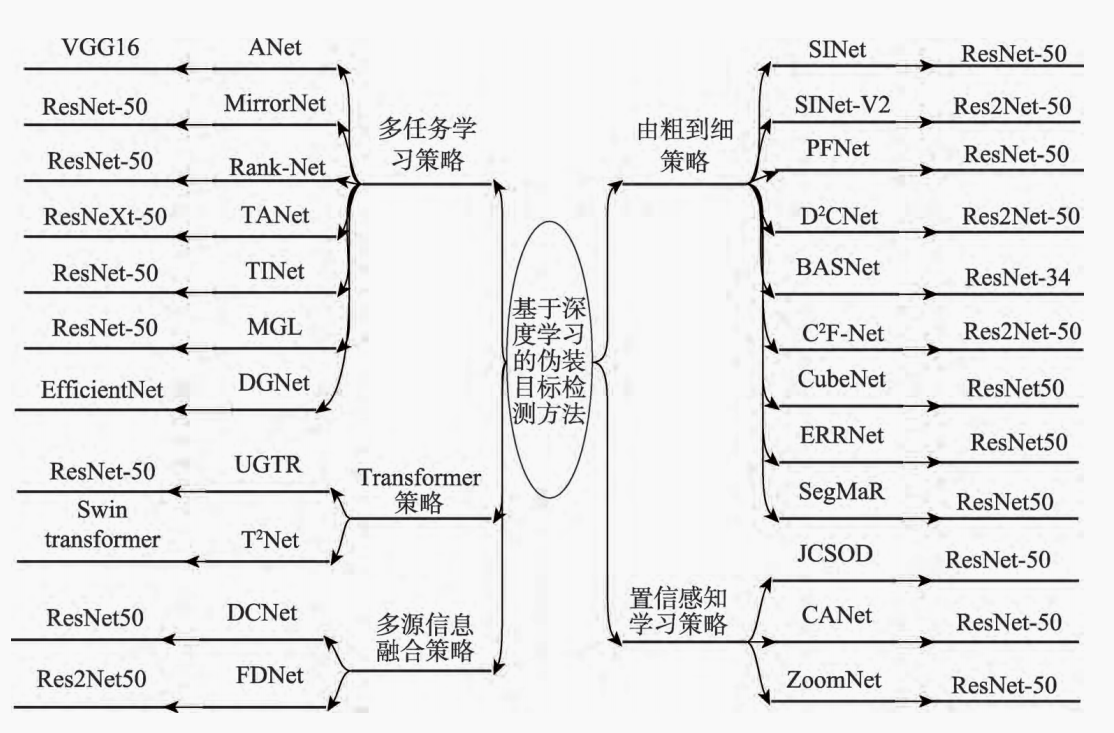 基于深
度学习
的伪装
目标检
测方法
多任务学
习策略
ANet
VGG16
MirrorNet
ResNet-50
Rank-Net
ResNet-50
TANet
ResNeXt-50
TINet
ResNet-50
MGL
ResNet-50
DGNet
EfficientNet
Transformer
策略
UGTR
ResNet-50
T²Net
Swin
transformer
多源信息
融合策略
DCNet
ResNet50
FDNet
Res2Net50
由粗到细
策略
SINet
ResNet-50
SINet-V2
Res2Net-50
PFNet
ResNet-50
D²CNet
Res2Net-50
BASNet
ResNet-34
C²F-Net
Res2Net-50
CubeNet
ResNet50
ERRNet
ResNet50
SegMaR
ResNet50
置信感知
学习策略
JCSOD
ResNet-50
CANet
ResNet-50
ZoomNet
ResNet-50